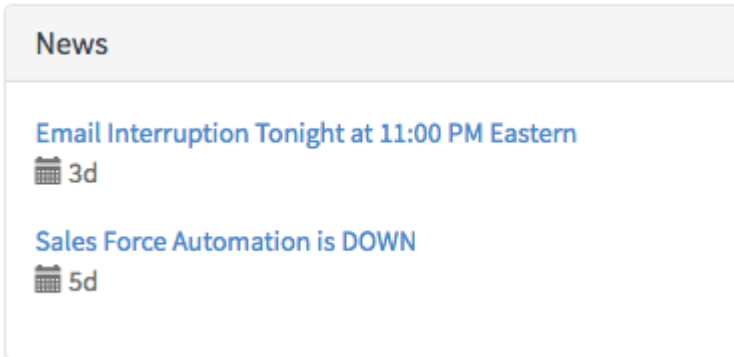 News
Email Interruption Tonight at 11:00 PM Eastern
3d
Sales Force Automation is DOWN
5d